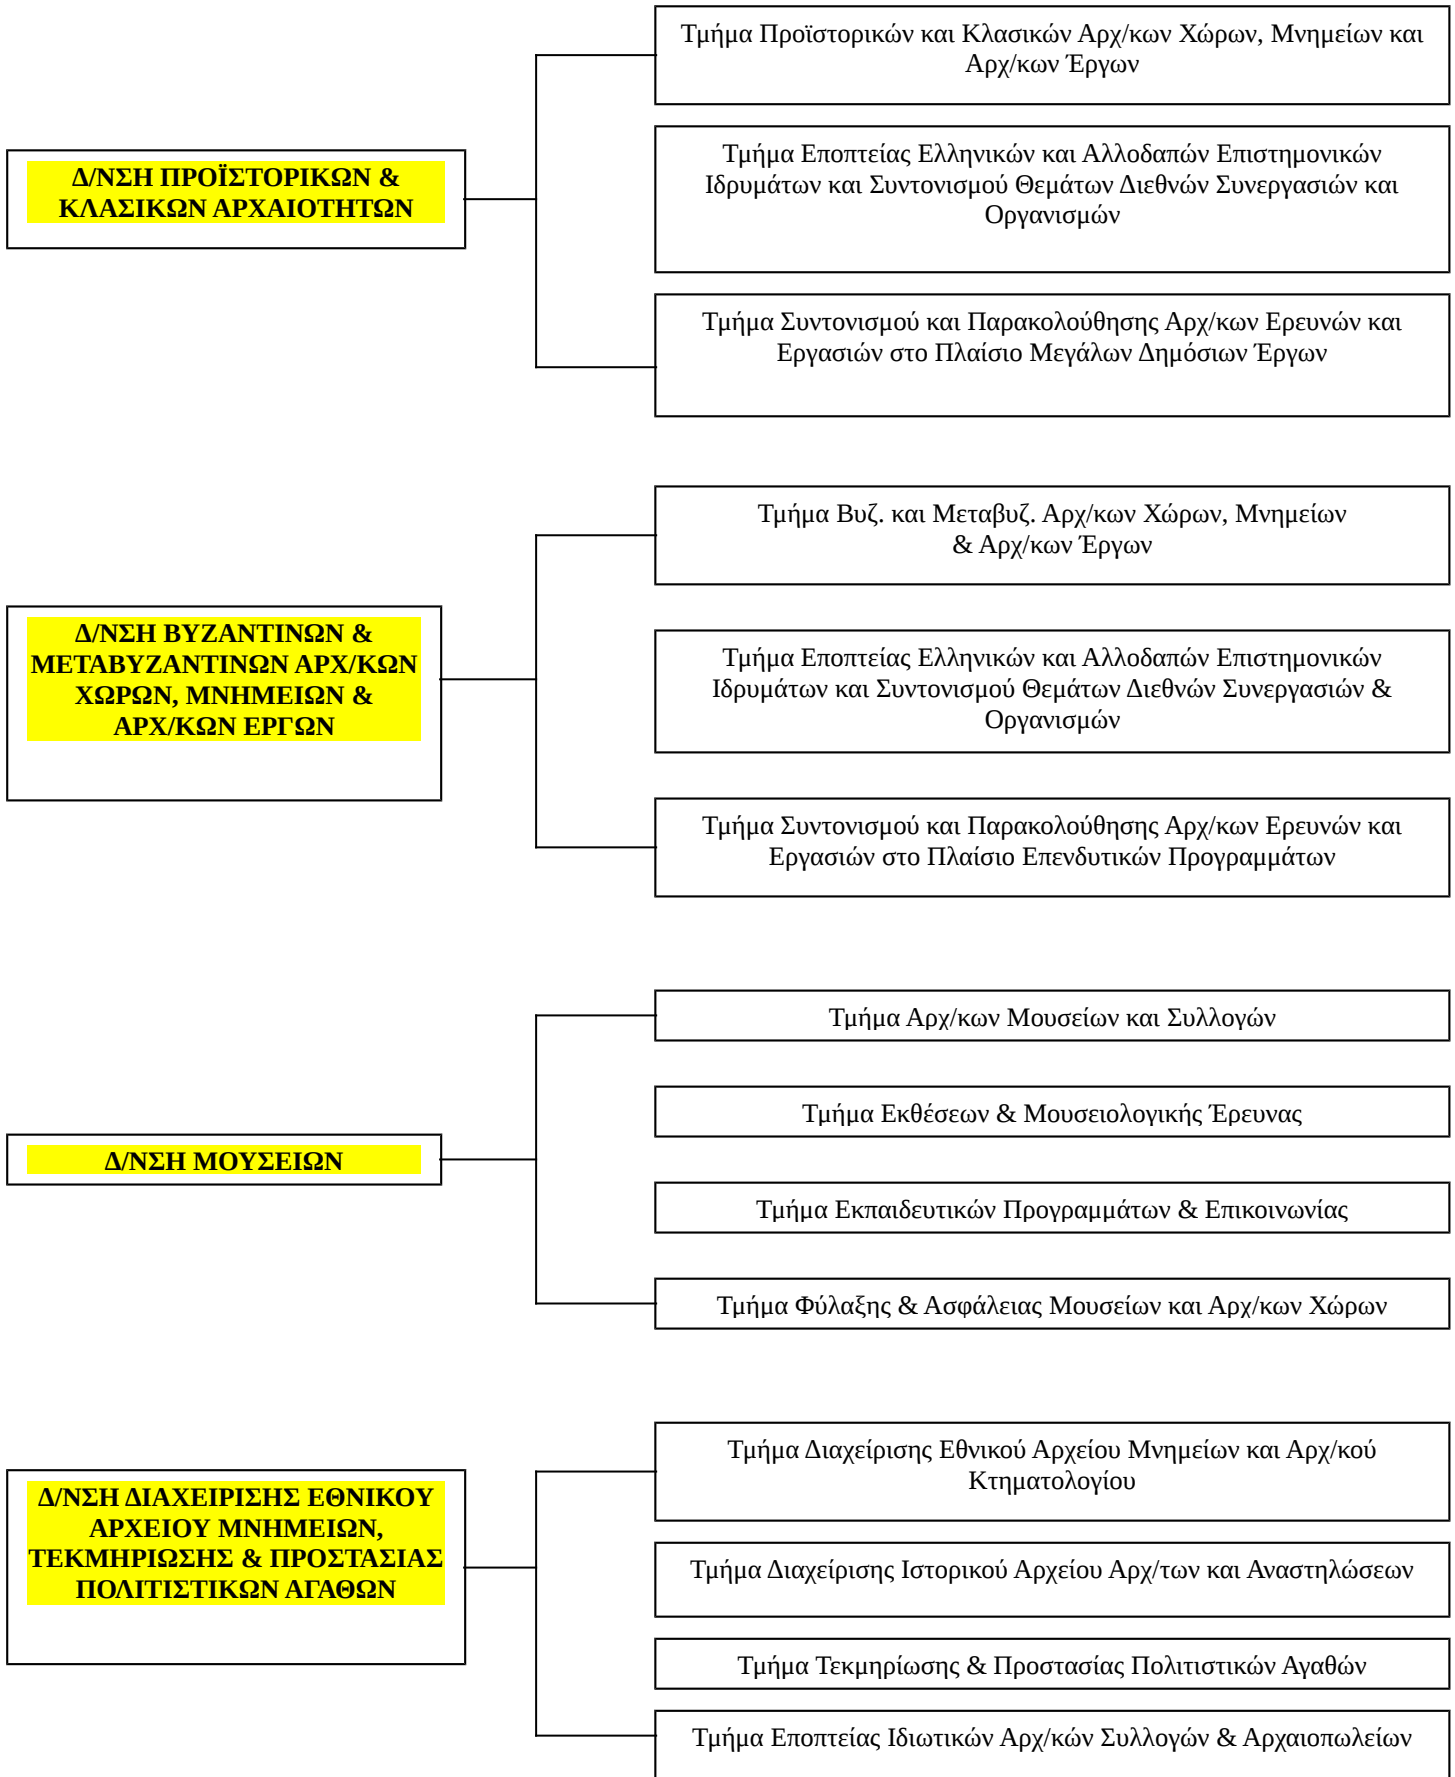 Τμήμα Προϊστορικών και Κλασικών Αρχ/κων Χώρων, Μνημείων και
Αρχ/κων Έργων
Δ/ΝΣΗ ΠΡΟΪΣΤΟΡΙΚΩΝ &
ΚΛΑΣΙΚΩΝ ΑΡΧΑΙΟΤΗΤΩΝ
Τμήμα Εποπτείας Ελληνικών και Αλλοδαπών Επιστημονικών
Ιδρυμάτων και Συντονισμού Θεμάτων Διεθνών Συνεργασιών και
Οργανισμών
Τμήμα Συντονισμού και Παρακολούθησης Αρχ/κων Ερευνών και
Εργασιών στο Πλαίσιο Μεγάλων Δημόσιων Έργων
Τμήμα Βυζ. και Μεταβυζ. Αρχ/κων Χώρων, Μνημείων
& Αρχ/κων Έργων
Δ/ΝΣΗ ΒΥΖΑΝΤΙΝΩΝ &
ΜΕΤΑΒΥΖΑΝΤΙΝΩΝ ΑΡΧ/ΚΩΝ
ΧΩΡΩΝ, ΜΝΗΜΕΙΩΝ &
ΑΡΧ/ΚΩΝ ΕΡΓΩΝ
Τμήμα Εποπτείας Ελληνικών και Αλλοδαπών Επιστημονικών
Ιδρυμάτων και Συντονισμού Θεμάτων Διεθνών Συνεργασιών &
Οργανισμών
Τμήμα Συντονισμού και Παρακολούθησης Αρχ/κων Ερευνών και
Εργασιών στο Πλαίσιο Επενδυτικών Προγραμμάτων
Τμήμα Αρχ/κων Μουσείων και Συλλογών
Τμήμα Εκθέσεων & Μουσειολογικής Έρευνας
Δ/ΝΣΗ ΜΟΥΣΕΙΩΝ
Τμήμα Εκπαιδευτικών Προγραμμάτων & Επικοινωνίας
Τμήμα Φύλαξης & Ασφάλειας Μουσείων και Αρχ/κων Χώρων
Τμήμα Διαχείρισης Εθνικού Αρχείου Μνημείων και Αρχ/κού
Κτηματολογίου
Δ/ΝΣΗ ΔΙΑΧΕΙΡΙΣΗΣ ΕΘΝΙΚΟΥ
ΑΡΧΕΙΟΥ ΜΝΗΜΕΙΩΝ,
ΤΕΚΜΗΡΙΩΣΗΣ & ΠΡΟΣΤΑΣΙΑΣ
ΠΟΛΙΤΙΣΤΙΚΩΝ ΑΓΑΘΩΝ
Τμήμα Διαχείρισης Ιστορικού Αρχείου Αρχ/των και Αναστηλώσεων
Τμήμα Τεκμηρίωσης & Προστασίας Πολιτιστικών Αγαθών
Τμήμα Εποπτείας Ιδιωτικών Αρχ/κών Συλλογών & Αρχαιοπωλείων